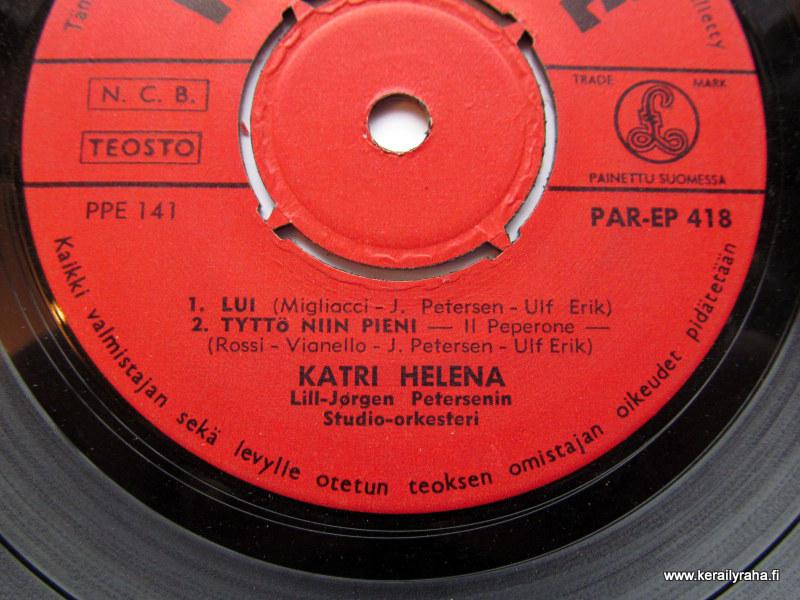 Tän
lletty
N. C. B.
TEOSTO
TRADE MARK
£
PAINETTU SUOMESSA
PPE 141
PAR-EP 418
1. LUI (Migliacci - J. Petersen - Ulf Erik)
2. TYTTÖ NIIN PIENI — Il Peperone —
(Rossi - Vianello - J. Petersen - Ulf Erik)
KATRI HELENA
Lill-Jørgen Petersenin
Studio-orkesteri
Kaikki valmistajan sekä levylle otetun teoksen omistajan oikeudet pidätetään
www.kerailyraha.fi